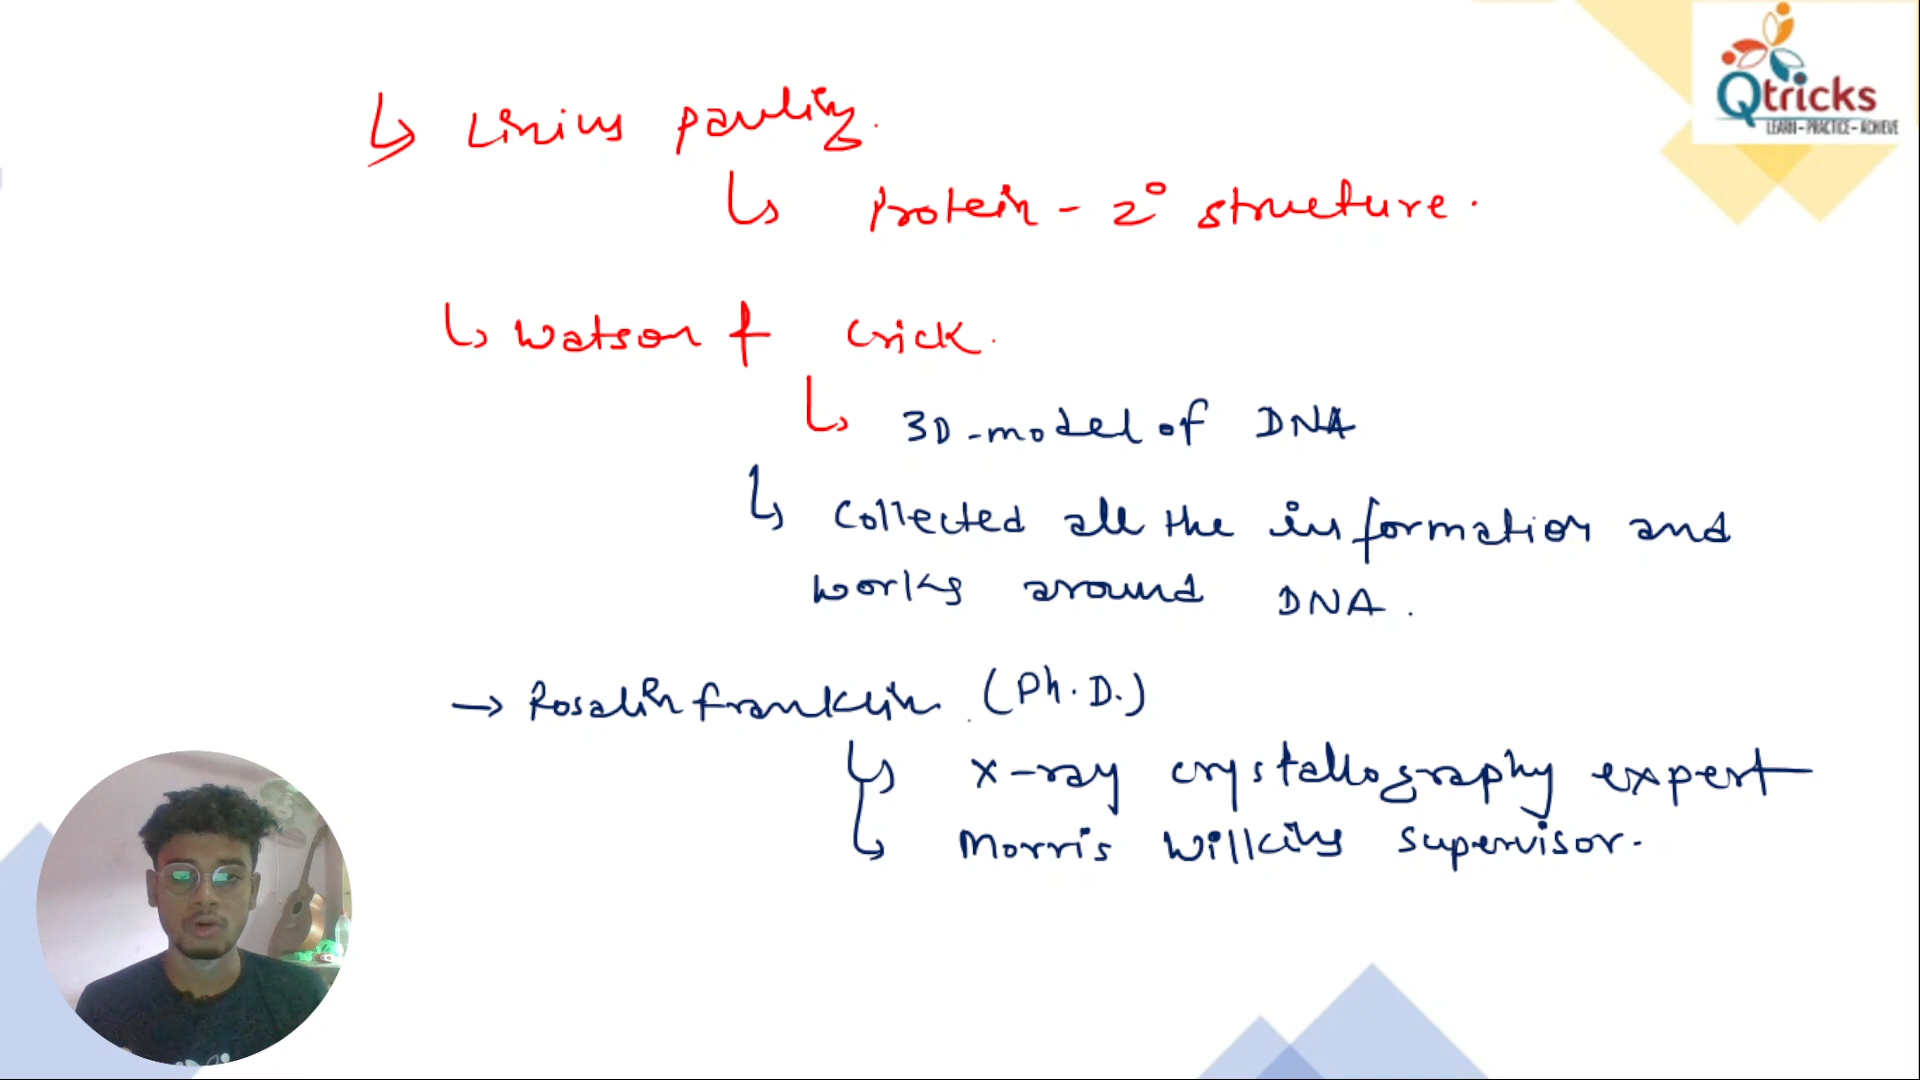 Qtricks
LEARN-PRACTICE-ACHIEVE
↳ Linius pauling.
↳ Protein - 2° structure.
↳ Watson & Crick.
↳ 3D-model of DNA
↳ Collected all the information and
works around DNA.
→ Rosalin franklin. (Ph.D.)
↳ X-ray crystallography expert
↳ Morris Willkins supervisor.